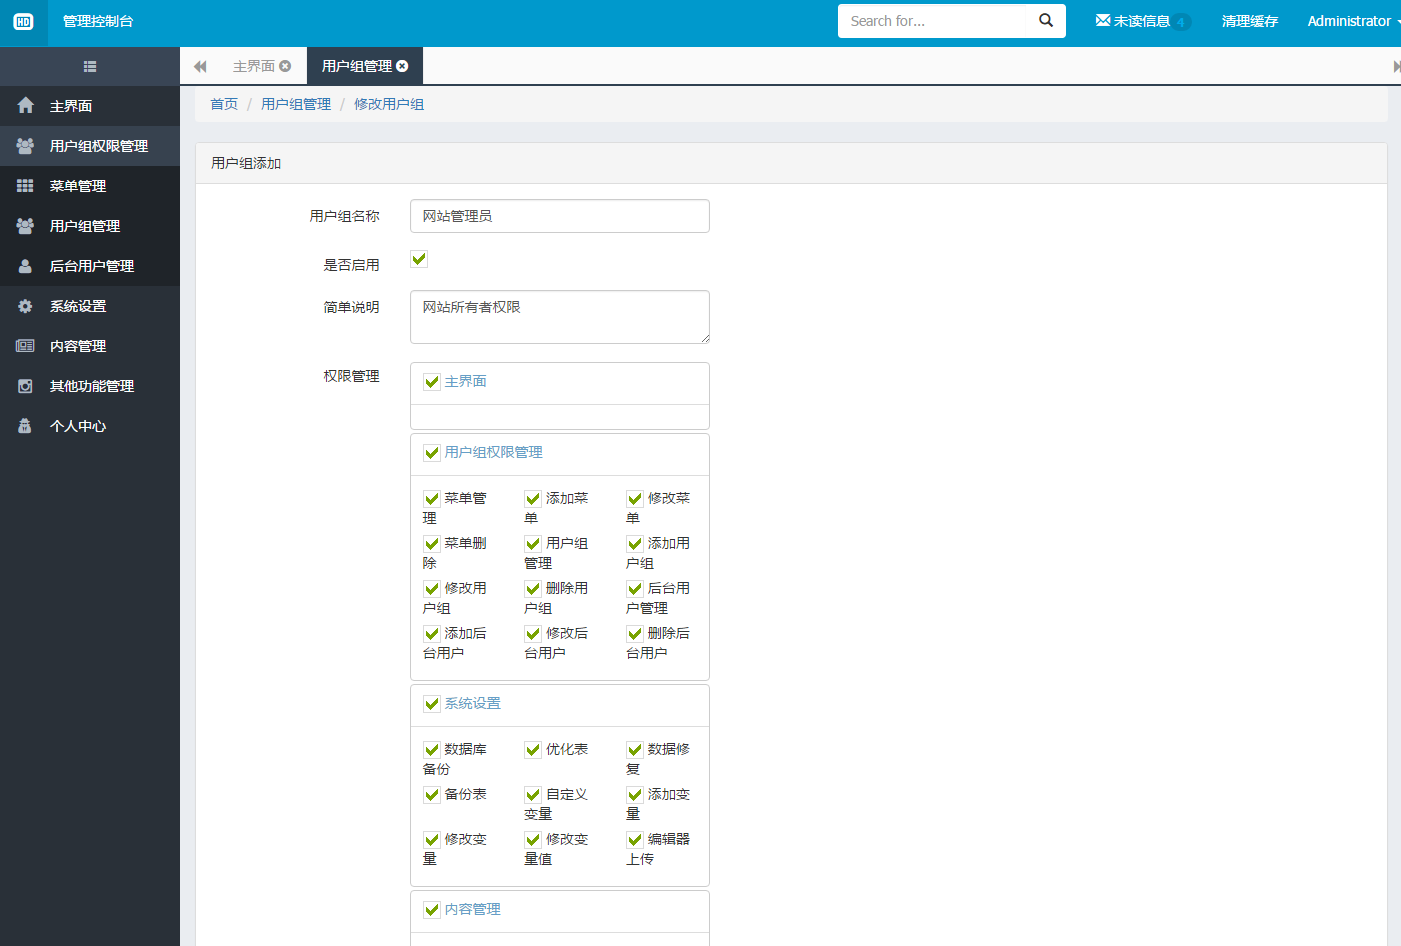 HD 管理控制台 Search for... 未读信息 4 清理缓存 Administrator
主界面 用户组管理
主界面
用户组权限管理
菜单管理
用户组管理
后台用户管理
系统设置
内容管理
其他功能管理
个人中心
首页 / 用户组管理 / 修改用户组
用户组添加
用户组名称 网站管理员
是否启用
简单说明 网站所有者权限
权限管理
主界面
用户组权限管理
菜单管
理
添加菜
单
修改菜
单
菜单删
除
用户组
管理
添加用
户组
修改用
户组
删除用
户组
后台用
户管理
添加后
台用户
修改后
台用户
删除后
台用户
系统设置
数据库
备份
优化表
数据修
复
备份表
自定义
变量
添加变
量
修改变
量
修改变
量值
编辑器
上传
内容管理